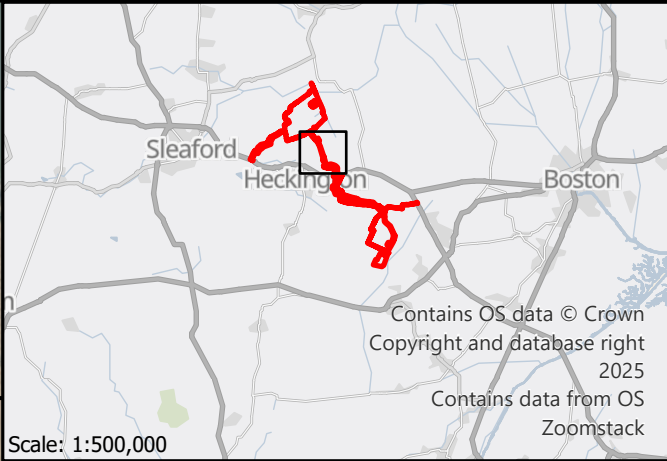 Sleaford
Heckington
Boston
n
Contains OS data © Crown
Copyright and database right
2025
Contains data from OS
Zoomstack
Scale: 1:500,000